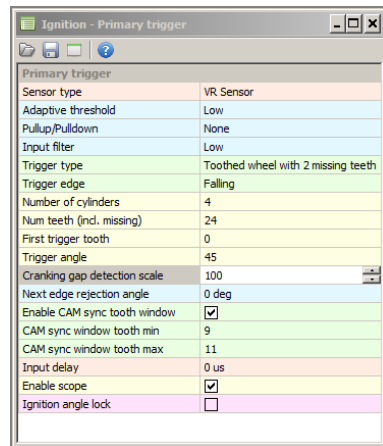 Ignition - Primary trigger
Primary trigger
Sensor type VR Sensor
Adaptive threshold Low
Pullup/Pulldown None
Input filter Low
Trigger type Toothed wheel with 2 missing teeth
Trigger edge Falling
Number of cylinders 4
Num teeth (incl. missing) 24
First trigger tooth 0
Trigger angle 45
Cranking gap detection scale 100
Next edge rejection angle 0 deg
Enable CAM sync tooth window
CAM sync window tooth min 9
CAM sync window tooth max 11
Input delay 0 us
Enable scope
Ignition angle lock